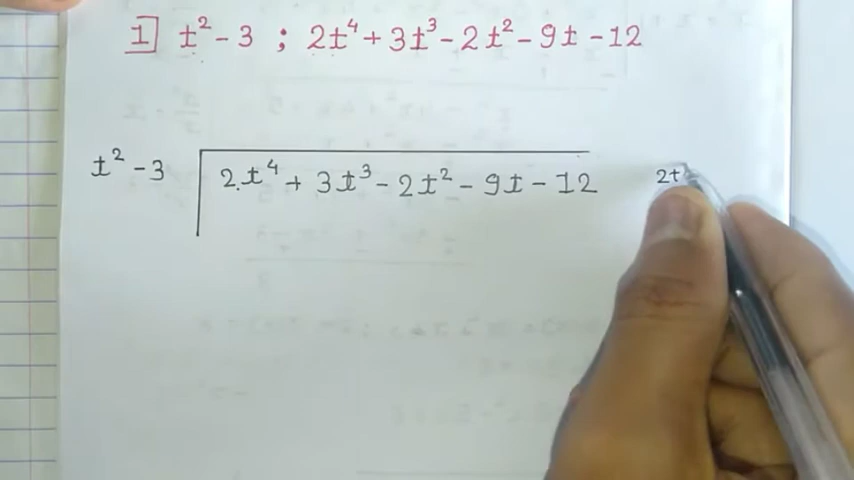 1 t² - 3 ; 2t⁴ + 3t³ - 2t² - 9t - 12
t² - 3 2t⁴ + 3t³ - 2t² - 9t - 12 2t